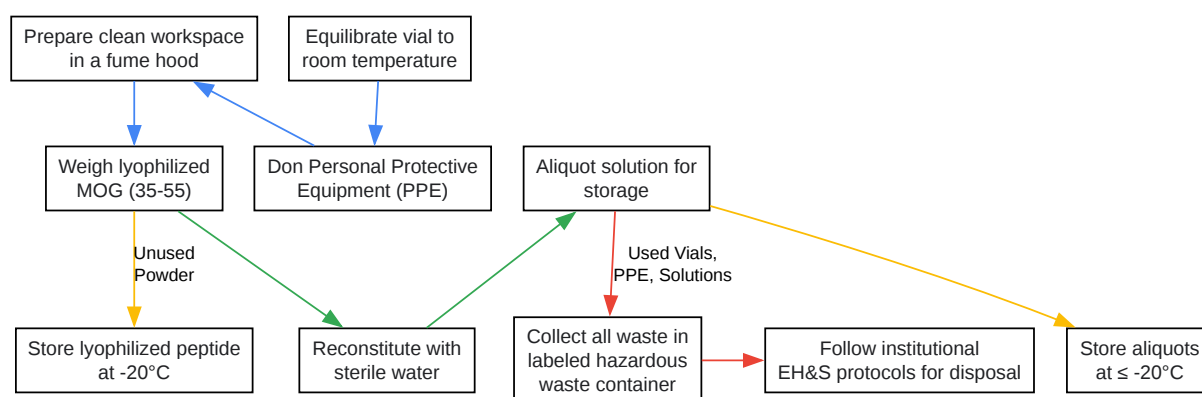 Prepare clean workspace
in a fume hood
Equilibrate vial to
room temperature
Weigh lyophilized
MOG (35-55)
Don Personal Protective
Equipment (PPE)
Aliquot solution for
storage
Unused
Powder
Used Vials,
PPE, Solutions
Store lyophilized peptide
at -20°C
Reconstitute with
sterile water
Collect all waste in
labeled hazardous
waste container
Follow institutional
EH&S protocols for disposal
Store aliquots
at ≤ -20°C